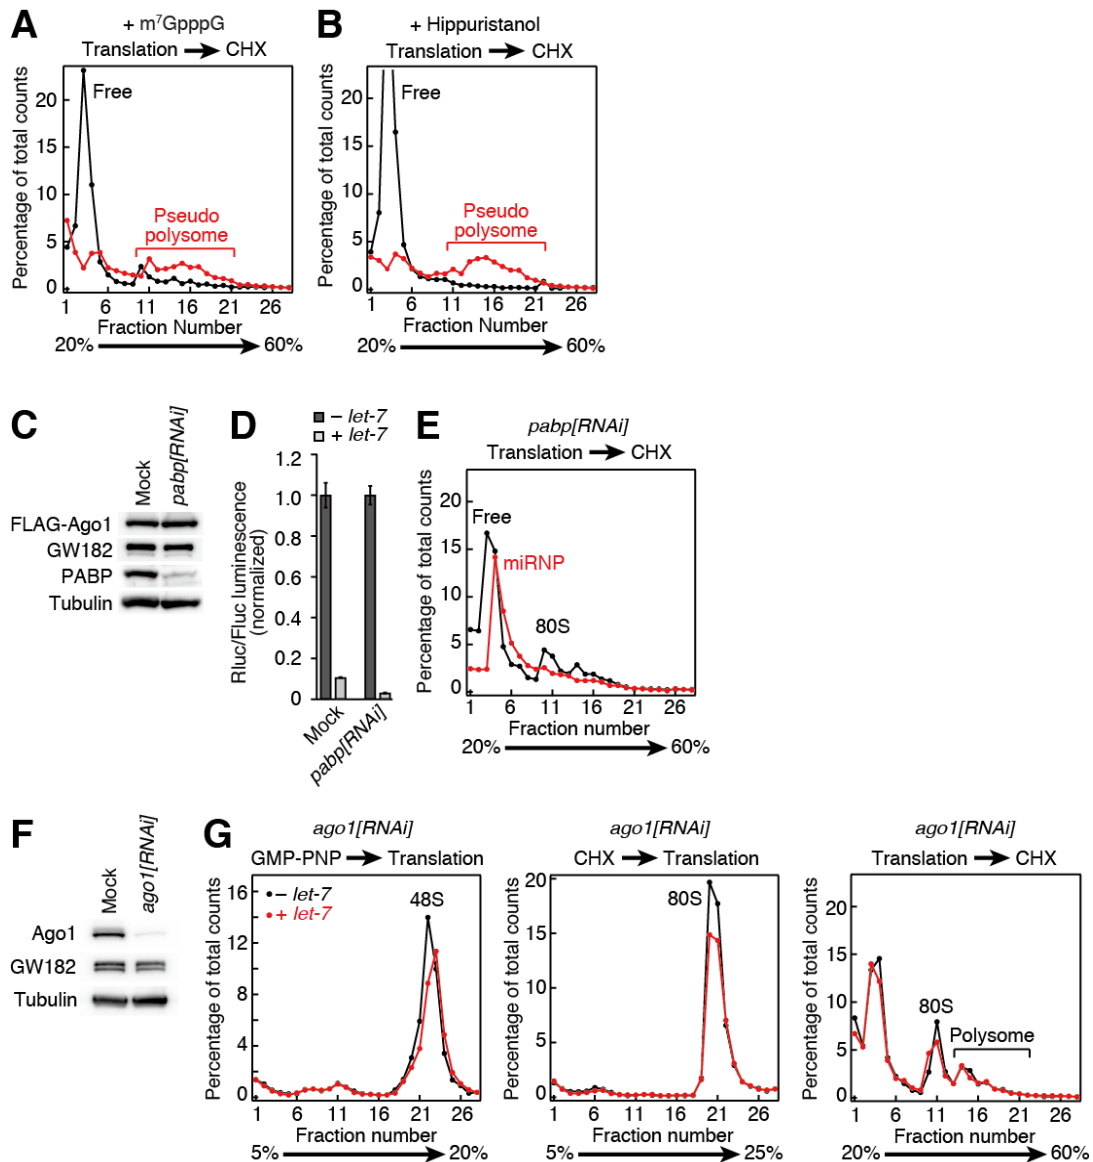 A
+ m⁷GpppG
Translation → CHX
Percentage of total counts
20
15
10
5
0
Free
Pseudo
polysome
1 6 11 16 21 26
Fraction Number
20% → 60%
B
+ Hippuristanol
Translation → CHX
Percentage of total counts
20
15
10
5
0
Free
Pseudo
polysome
1 6 11 16 21 26
Fraction Number
20% → 60%
C
Mock
pabp[RNAi]
FLAG-Ago1
GW182
PABP
Tubulin
D
– let-7
+ let-7
Rluc/Fluc luminescence
(normalized)
1.2
1.0
0.8
0.6
0.4
0.2
0
Mock
pabp[RNAi]
E
pabp[RNAi]
Translation → CHX
Percentage of total counts
20
15
10
5
0
Free
miRNP
80S
1 6 11 16 21 26
Fraction number
20% → 60%
F
Mock
ago1[RNAi]
Ago1
GW182
Tubulin
G
ago1[RNAi]
GMP-PNP → Translation
Percentage of total counts
16
12
8
4
0
– let-7
+ let-7
48S
1 6 11 16 21 26
Fraction number
5% → 20%
ago1[RNAi]
CHX → Translation
Percentage of total counts
20
15
10
5
0
80S
1 6 11 16 21 26
Fraction number
5% → 25%
ago1[RNAi]
Translation → CHX
Percentage of total counts
20
15
10
5
0
80S
Polysome
1 6 11 16 21 26
Fraction number
20% → 60%